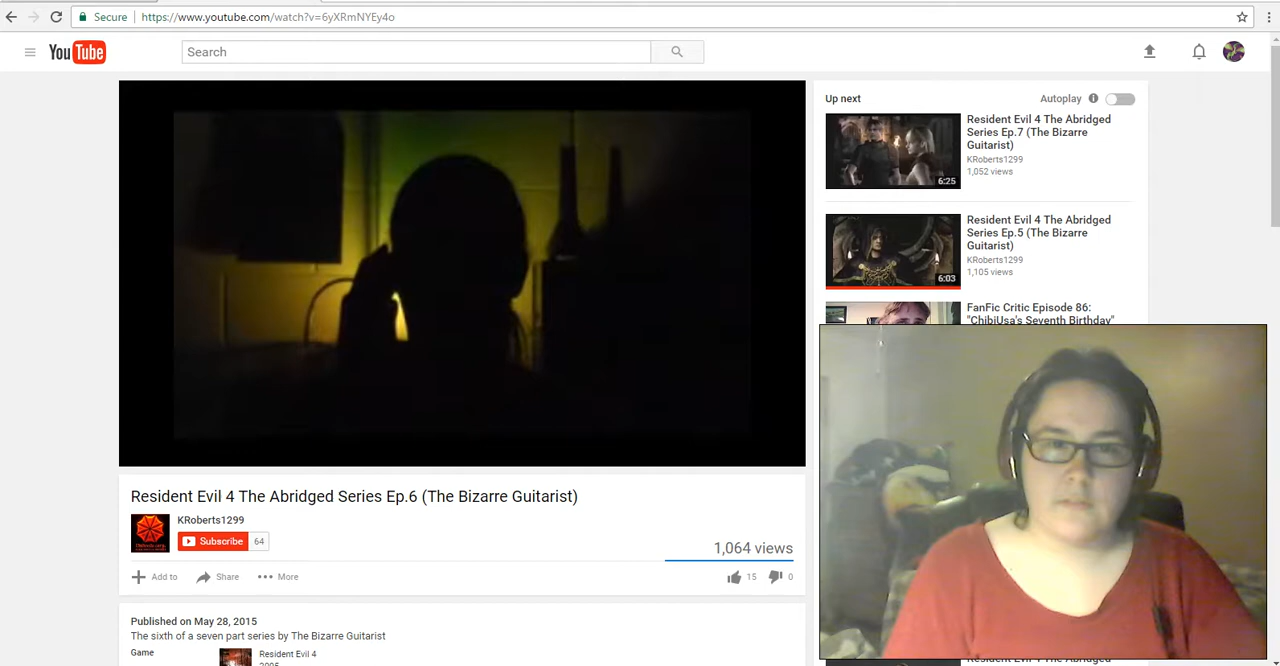 Secure
https://www.youtube.com/watch?v=6yXRmNYEy4o
YouTube
Search
Up next
Autoplay
Resident Evil 4 The Abridged
Series Ep.7 (The Bizarre
Guitarist)
KRoberts1299
1,052 views
6:25
Resident Evil 4 The Abridged
Series Ep.5 (The Bizarre
Guitarist)
KRoberts1299
1,105 views
6:03
FanFic Critic Episode 86:
"ChibiUsa's Seventh Birthday"
Resident Evil 4 The Abridged Series Ep.6 (The Bizarre Guitarist)
KRoberts1299
Subscribe 64
1,064 views
Add to Share More
15 0
Published on May 28, 2015
The sixth of a seven part series by The Bizarre Guitarist
Game
Resident Evil 4
2005